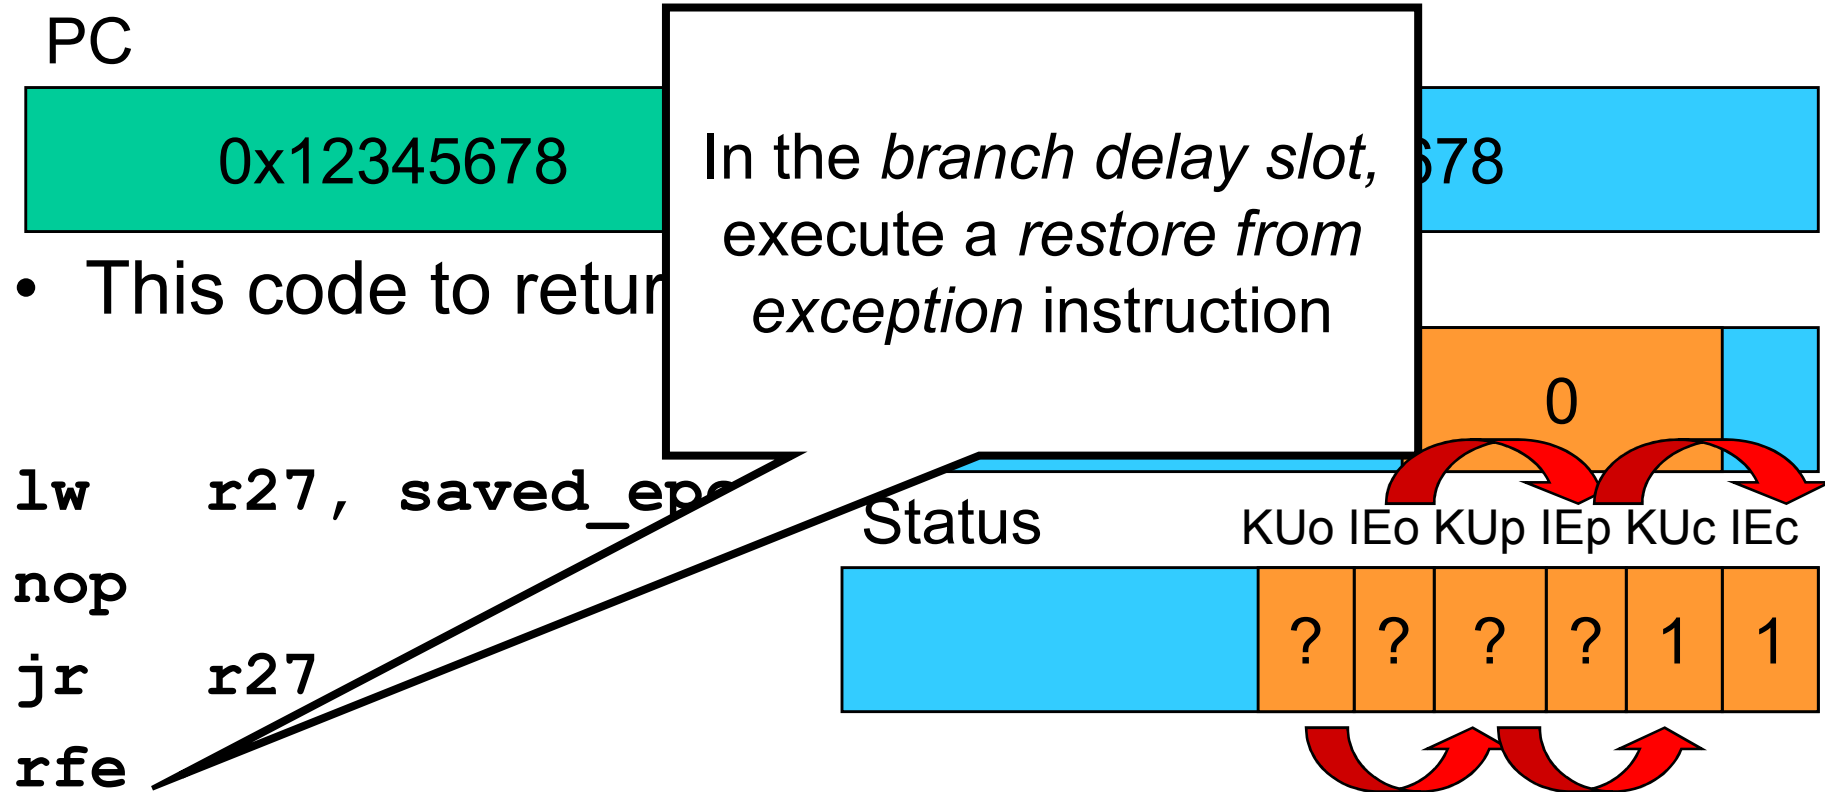 PC
0x12345678
678
In the branch delay slot,
execute a restore from
exception instruction
• This code to retur
0
lw r27, saved_epc
nop
jr r27
rfe
Status
KUo IEo KUp IEp KUc IEc
? ? ? ? 1 1